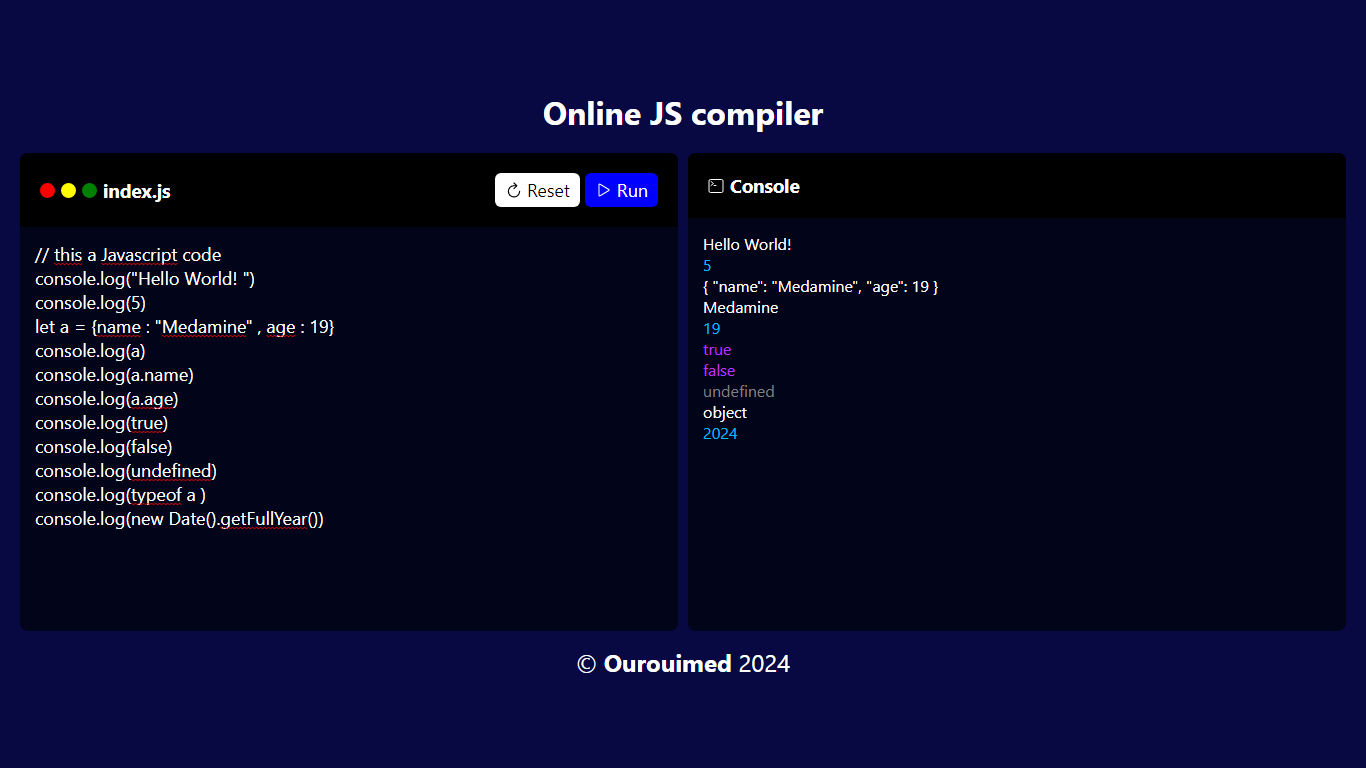 Online JS compiler
index.js
Reset
Run
// this a Javascript code
console.log("Hello World! ")
console.log(5)
let a = {name : "Medamine" , age : 19}
console.log(a)
console.log(a.name)
console.log(a.age)
console.log(true)
console.log(false)
console.log(undefined)
console.log(typeof a )
console.log(new Date().getFullYear())
Console
Hello World!
5
{ "name": "Medamine", "age": 19 }
Medamine
19
true
false
undefined
object
2024
© Ourouimed 2024